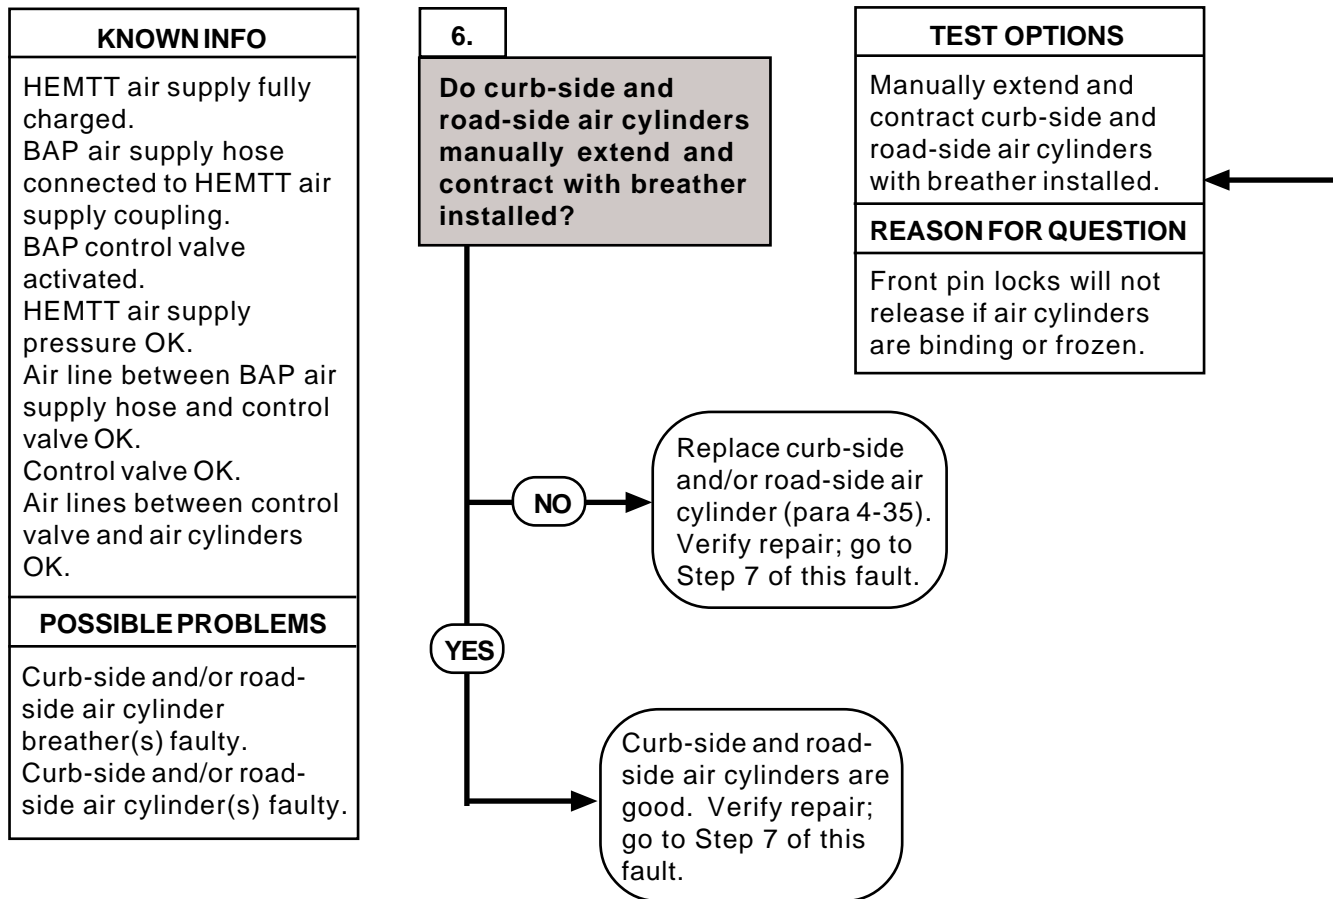 KNOWN INFO
HEMTT air supply fully
charged.
BAP air supply hose
connected to HEMTT air
supply coupling.
BAP control valve
activated.
HEMTT air supply
pressure OK.
Air line between BAP air
supply hose and control
valve OK.
Control valve OK.
Air lines between control
valve and air cylinders
OK.
POSSIBLE PROBLEMS
Curb-side and/or road-
side air cylinder
breather(s) faulty.
Curb-side and/or road-
side air cylinder(s) faulty.
6.
Do curb-side and
road-side air cylinders
manually extend and
contract with breather
installed?
TEST OPTIONS
Manually extend and
contract curb-side and
road-side air cylinders
with breather installed.
REASON FOR QUESTION
Front pin locks will not
release if air cylinders
are binding or frozen.
NO
Replace curb-side
and/or road-side air
cylinder (para 4-35).
Verify repair; go to
Step 7 of this fault.
YES
Curb-side and road-
side air cylinders are
good. Verify repair;
go to Step 7 of this
fault.